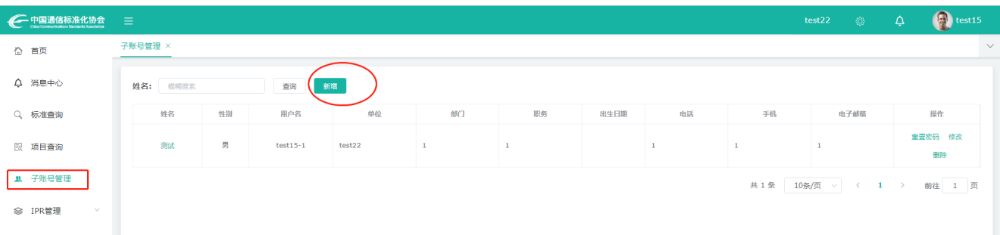 中国通信标准化协会
China Communications Standards Association
test22
test15
首页
消息中心
标准查询
项目查询
子账号管理
IPR管理
子账号管理 ×
姓名: 模糊搜索 查询 新增
姓名 性别 用户名 单位 部门 职务 出生日期 电话 手机 电子邮箱 操作
测试 男 test15-1 test22 1 1 1 1 1 重置密码 修改
删除
共 1 条 10条/页 < 1 > 前往 1 页